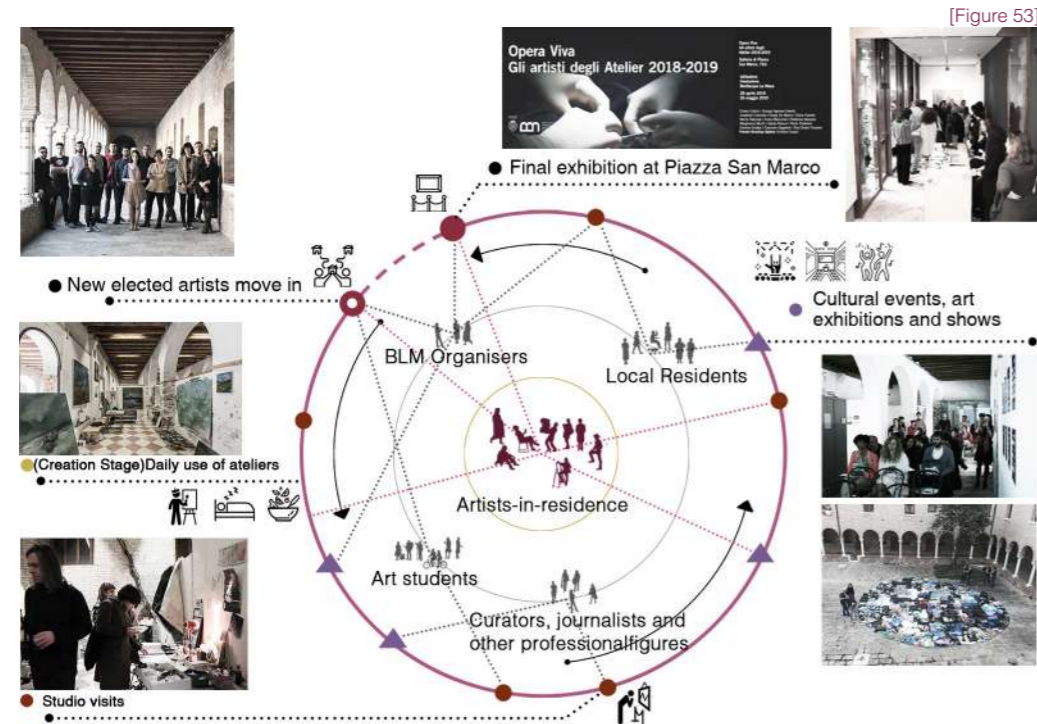 [Figure 53]
Opera Viva
Gli artisti degli Atelier 2018-2019
Final exhibition at Piazza San Marco
New elected artists move in
Cultural events, art
exhibitions and shows
BLM Organisers
Local Residents
(Creation Stage)Daily use of ateliers
Artists-in-residence
Art students
Curators, journalists and
other professionalfigures
Studio visits